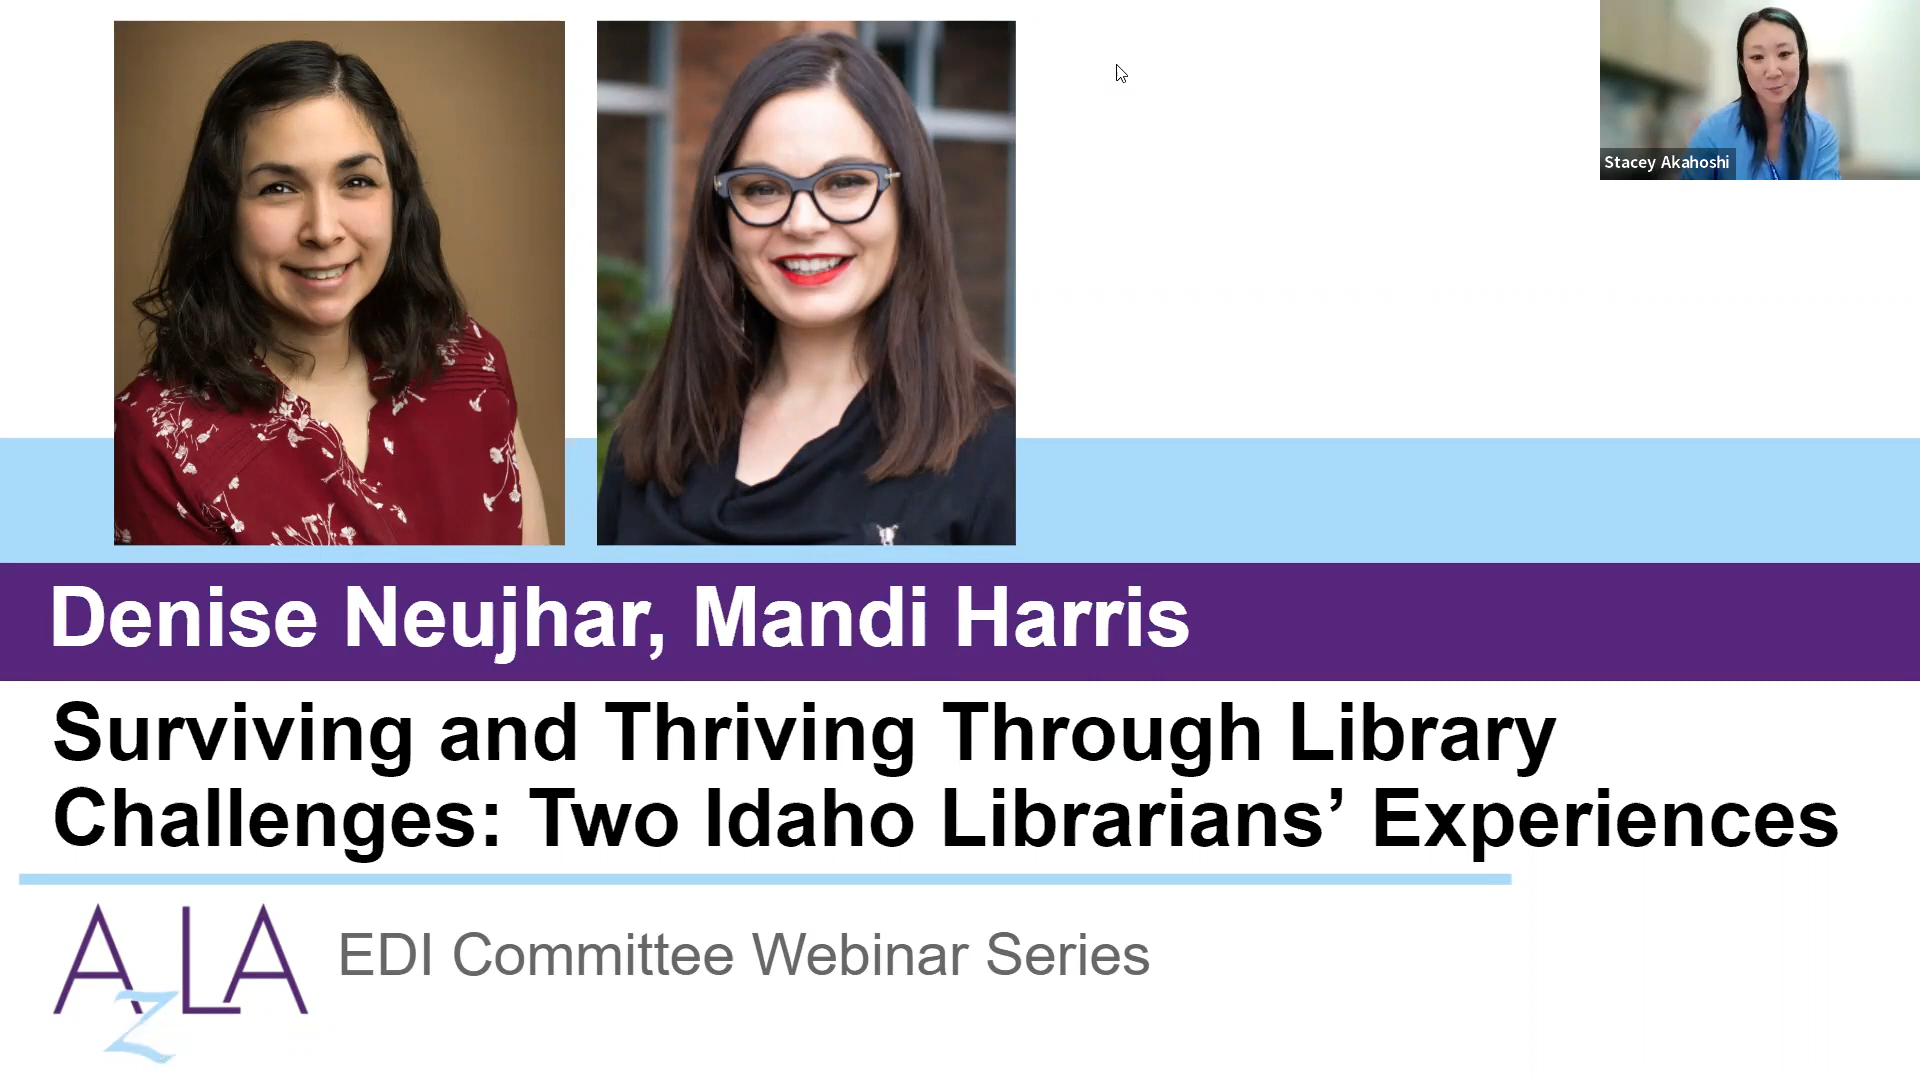 Stacey Akahoshi
Denise Neujhar, Mandi Harris
Surviving and Thriving Through Library
Challenges: Two Idaho Librarians’ Experiences
AzLA
EDI Committee Webinar Series